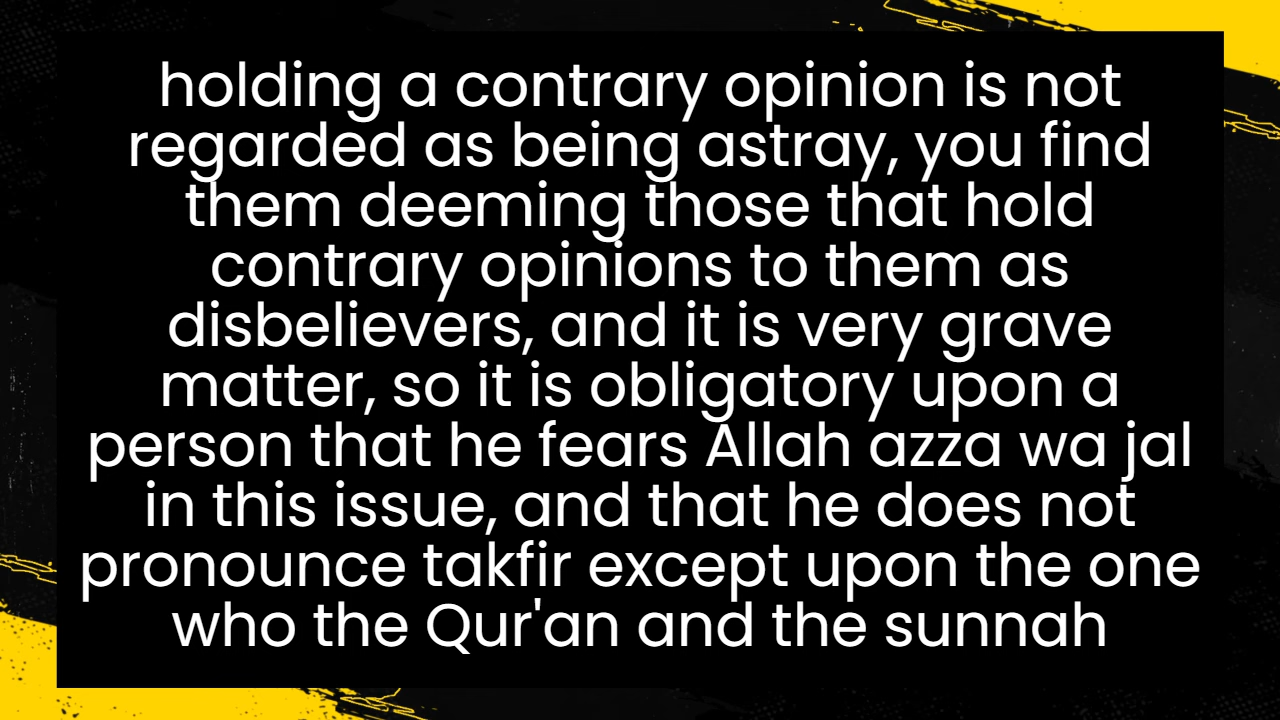 holding a contrary opinion is not
regarded as being astray, you find
them deeming those that hold
contrary opinions to them as
disbelievers, and it is very grave
matter, so it is obligatory upon a
person that he fears Allah azza wa jal
in this issue, and that he does not
pronounce takfir except upon the one
who the Qur'an and the sunnah